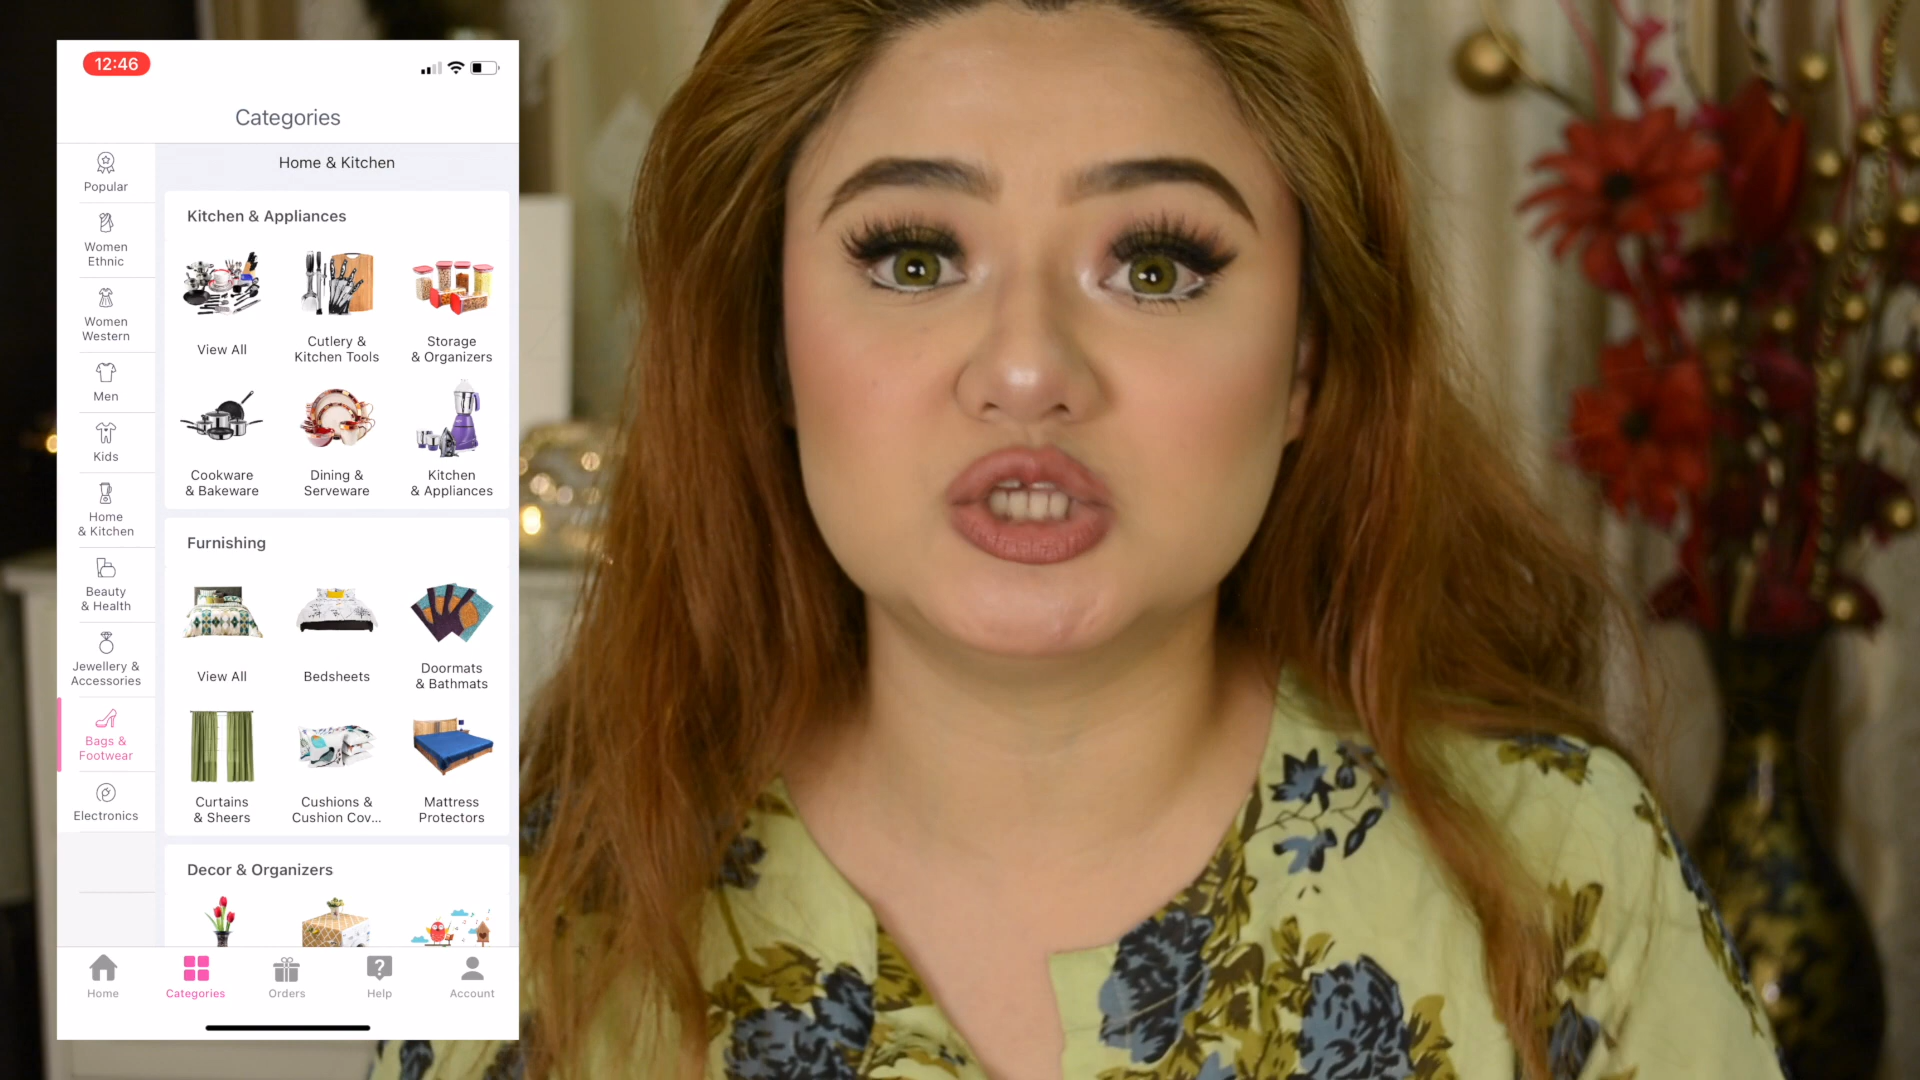 12:46
Categories
Popular
Women
Ethnic
Women
Western
Men
Kids
Home
& Kitchen
Beauty
& Health
Jewellery &
Accessories
Bags &
Footwear
Electronics
Home & Kitchen
Kitchen & Appliances
View All
Cutlery &
Kitchen Tools
Storage
& Organizers
Cookware
& Bakeware
Dining &
Serveware
Kitchen
& Appliances
Furnishing
View All
Bedsheets
Doormats
& Bathmats
Curtains
& Sheers
Cushions &
Cushion Cov...
Mattress
Protectors
Decor & Organizers
Home
Categories
Orders
Help
Account